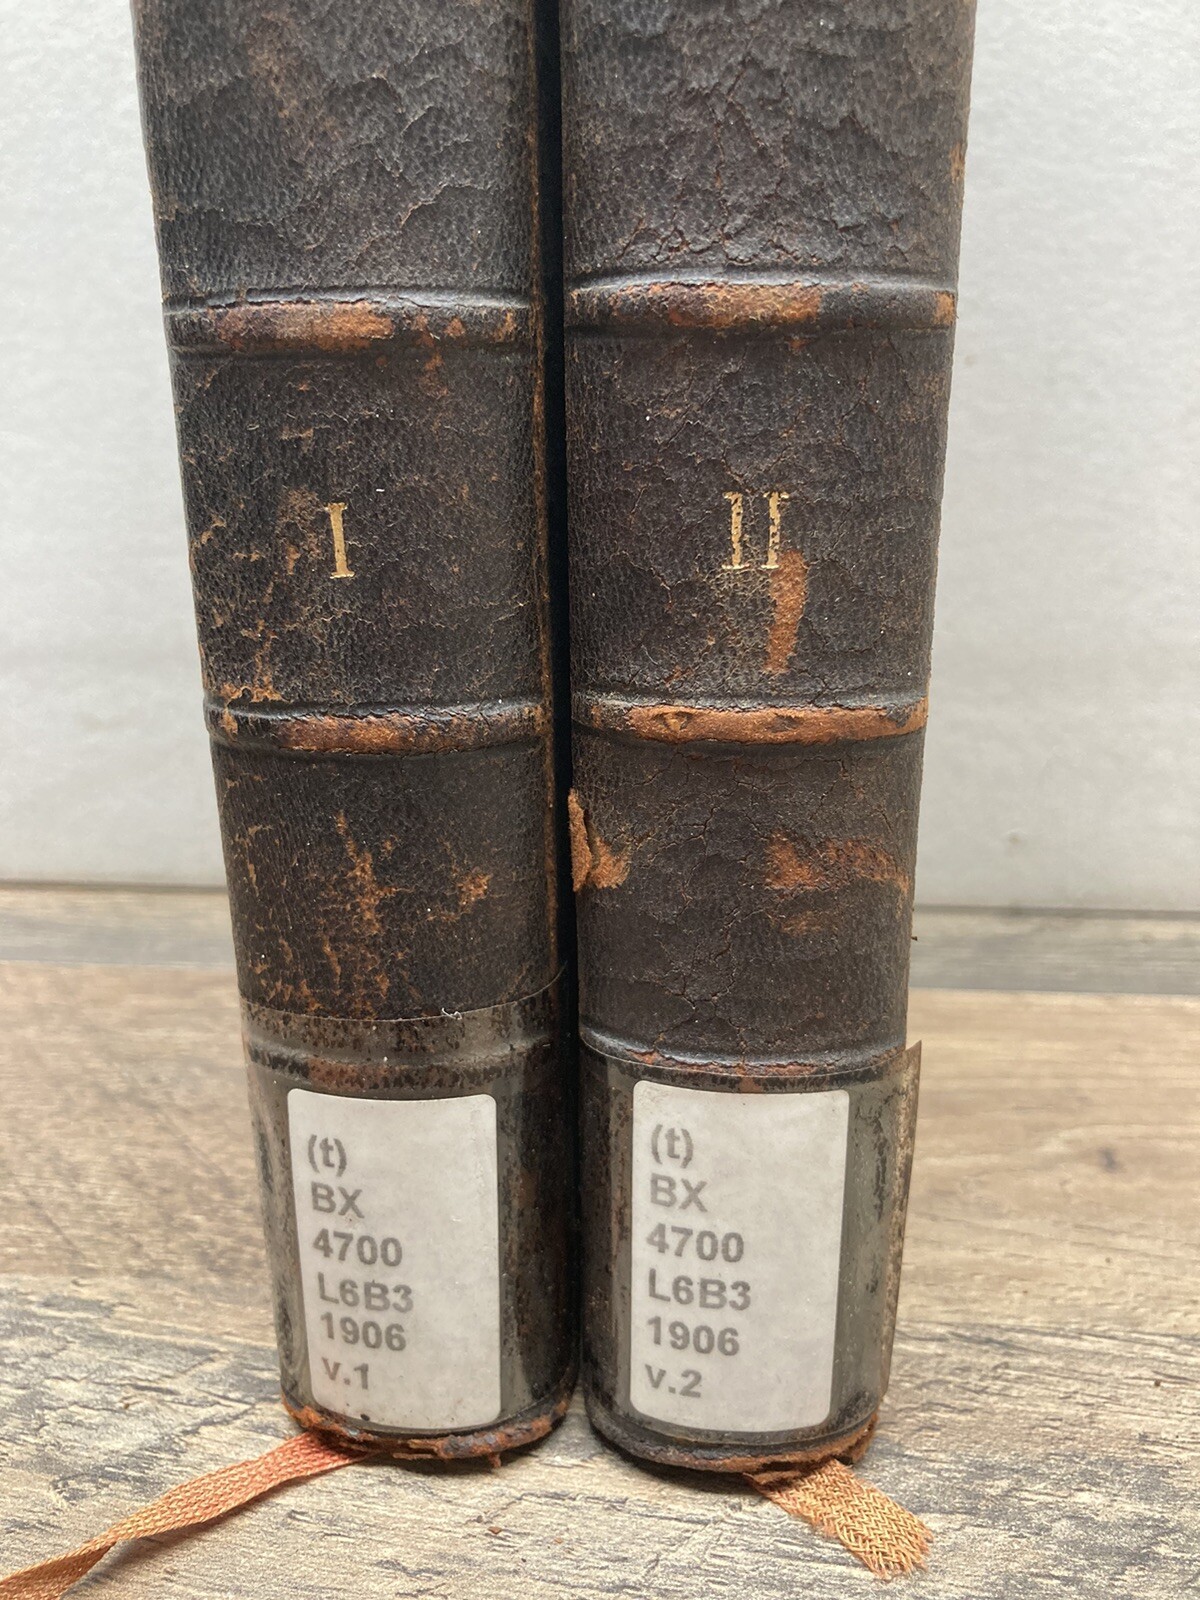 I
(t)
BX
4700
L6B3
1906
v.1
II
(t)
BX
4700
L6B3
1906
v.2